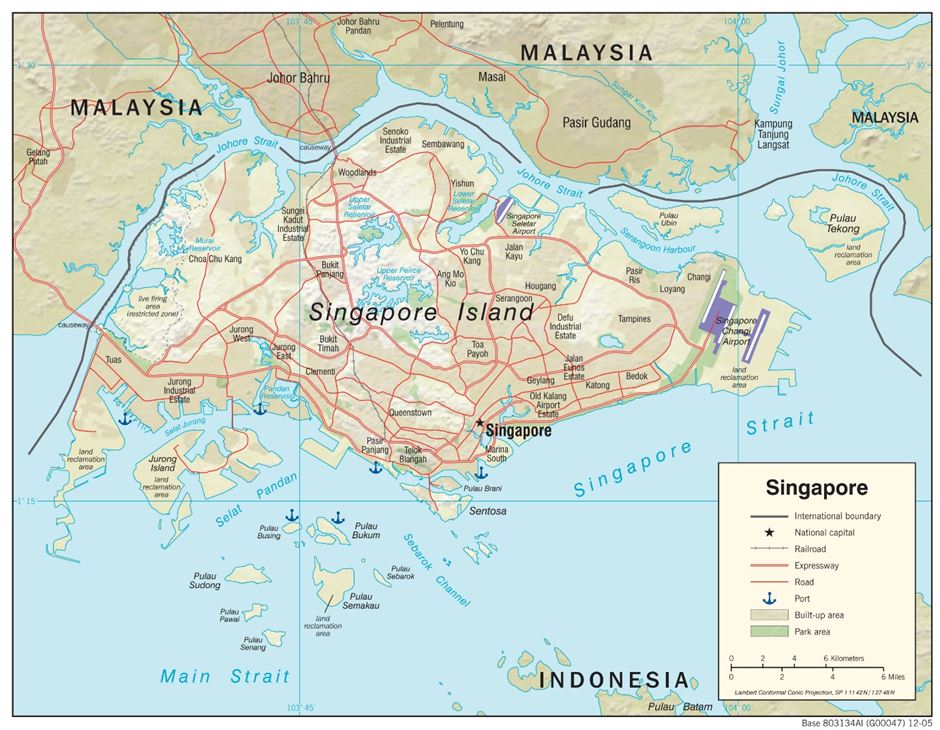 103°45'
104°00'
Johor Bahru
Pandan
Pelentung
MALAYSIA
1°30'
1°30'
Johor Bahru
Masai
Sungai Johor
MALAYSIA
Sungai Kim Kim
Pasir Gudang
Kampung
Tanjung
Langsat
MALAYSIA
Gelang
Patah
Johore Strait
causeway
Senoko
Industrial
Estate
Sembawang
Woodlands
Yishun
Johore Strait
Johore Strait
Upper
Seletar
Reservoir
Lower
Seletar
Reservoir
Sungei
Kadut
Industrial
Estate
Singapore
Seletar
Airport
Pulau
Ubin
Pulau
Tekong
land
reclamation
area
Serangoon Harbour
Murai
Reservoir
Choa Chu Kang
Yo Chu
Kang
Jalan
Kayu
Bukit
Panjang
Upper Peirce
Reservoir
Ang Mo
Kio
Hougang
Pasir
Ris
Changi
Loyang
live firing
area
(restricted zone)
Serangoon
Singapore Island
Defu
Industrial
Estate
Tampines
Singapore
Changi
Airport
causeway
Jurong
West
Bukit
Timah
Jurong
East
Toa
Payoh
Tuas
Clementi
Jalan
Eunos
Estate
Geylang
Katong
Bedok
land
reclamation
area
Jurong
Industrial
Estate
Pandan
Reservoir
Old Kalang
Airport
Estate
Queenstown
Singapore
Selat Jurong
Pasir
Panjang
Telok
Blangah
Marina
South
Singapore Strait
land
reclamation
area
Jurong
Island
land
reclamation
area
Pulau Brani
Selat Pandan
Sentosa
1°15'
Pulau
Busing
Pulau
Bukum
Sebarok Channel
Pulau
Sudong
Pulau
Sebarok
Pulau
Semakau
Pulau
Pawai
land
reclamation
area
Pulau
Senang
Main Strait
INDONESIA
Pulau Batam
103°45'
104°00'
Singapore
International boundary
National capital
Railroad
Expressway
Road
Port
Built-up area
Park area
0 2 4 6 Kilometers
0 2 4 6 Miles
Lambert Conformal Conic Projection, SP 1 11 42 N / 1 27 48 N
Base 803134AI (G00047) 12-05